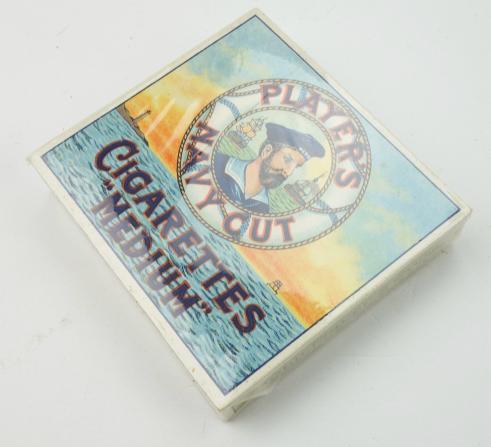 PLAYER'S
NAVY CUT
CIGARETTES
"MEDIUM"